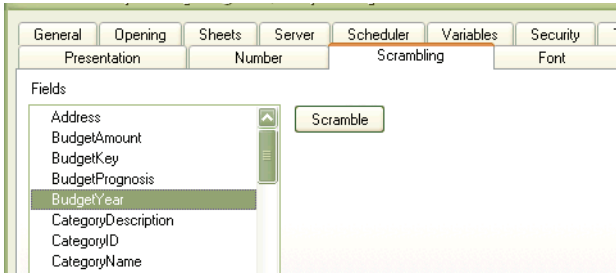 General Opening Sheets Server Scheduler Variables Security
Presentation Number Scrambling Font
Fields
Address
BudgetAmount
BudgetKey
BudgetPrognosis
BudgetYear
CategoryDescription
CategoryID
CategoryName
Scramble